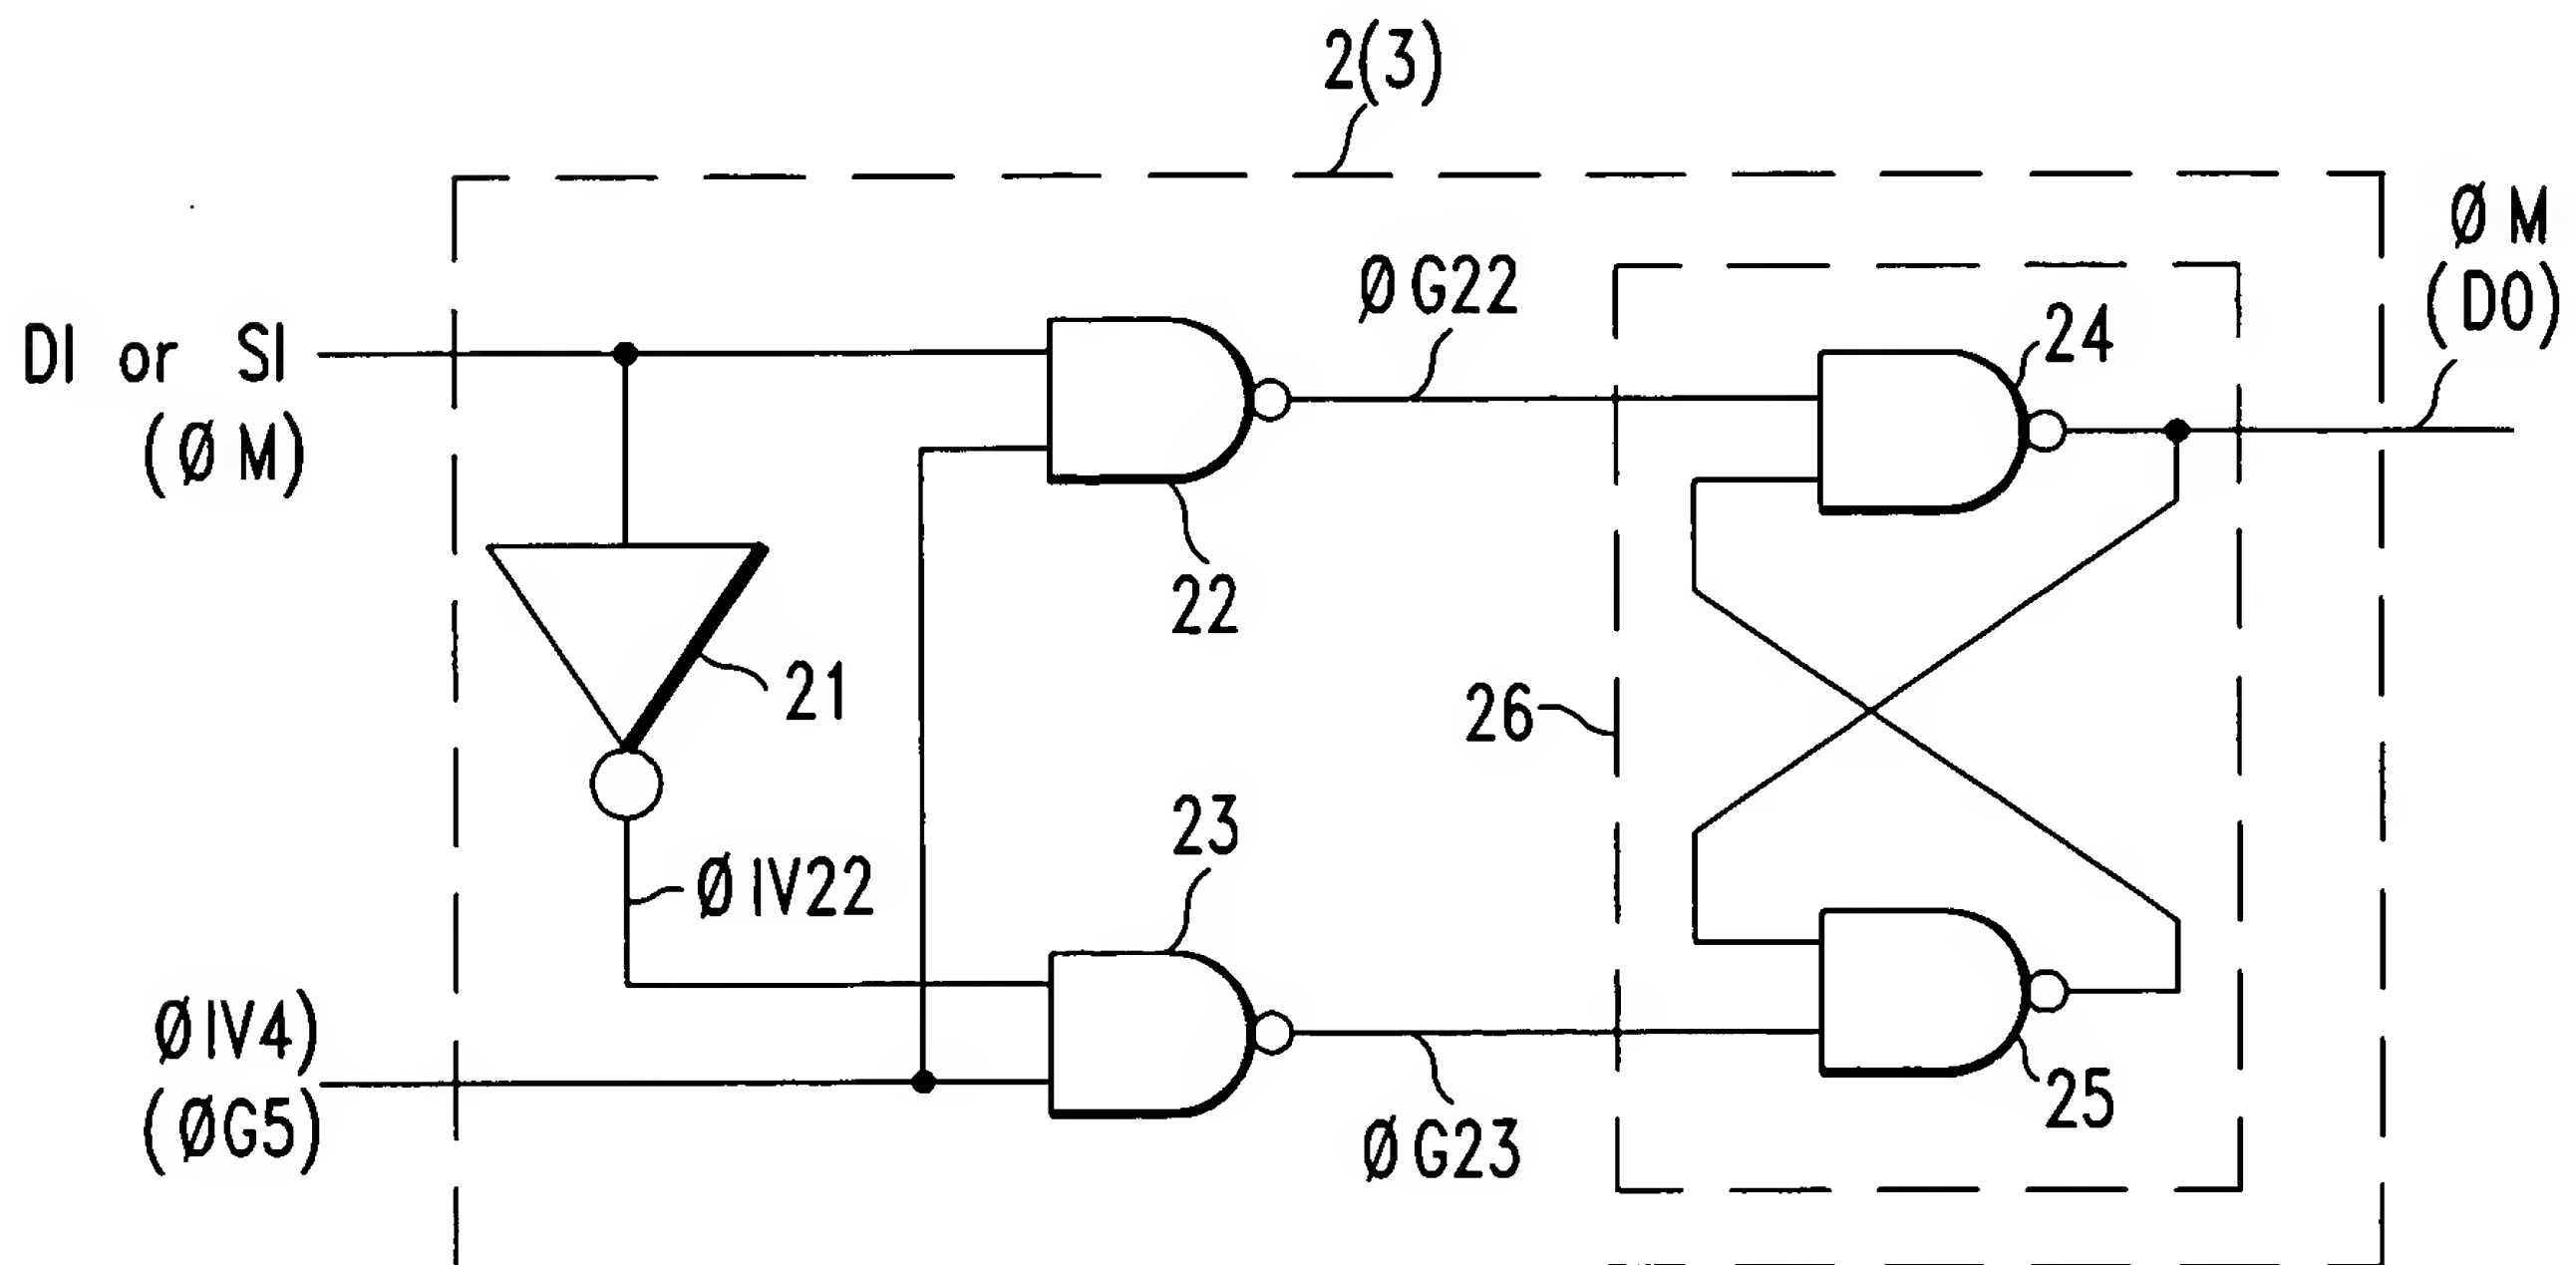 2(3)
ØM
(DO)
ØG22
24
DI or SI
(ØM)
22
21
26
23
ØIV22
ØIV4)
(ØG5)
25
ØG23